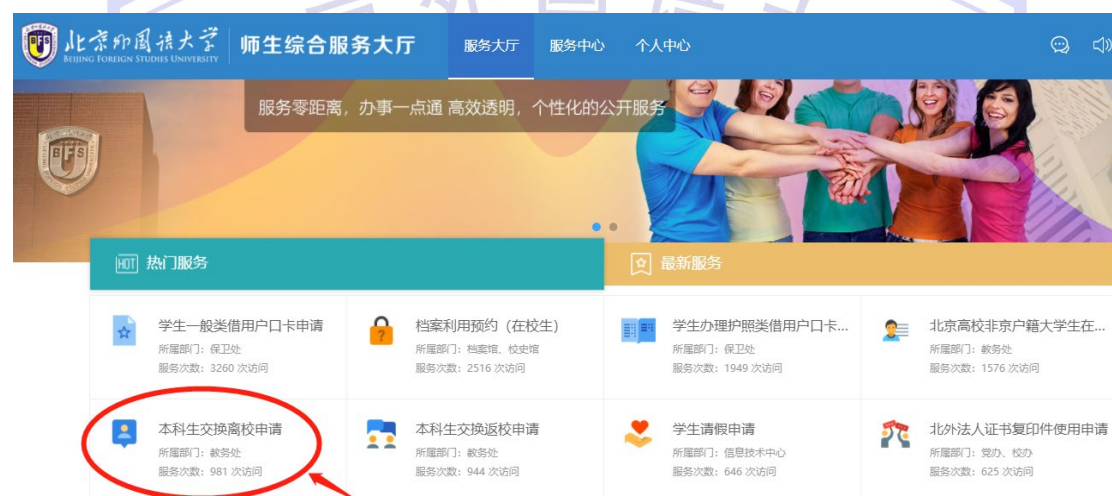 北京外国语大学
BEIJING FOREIGN STUDIES UNIVERSITY
师生综合服务大厅
服务大厅 服务中心 个人中心
服务零距离，办事一点通 高效透明，个性化的公开服务
BFS
HOT 热门服务
最新服务
学生一般类借用户口卡申请
所属部门：保卫处
服务次数：3260 次访问
档案利用预约（在校生）
所属部门：档案馆、校史馆
服务次数：2516 次访问
学生办理护照类借用户口卡...
所属部门：保卫处
服务次数：1949 次访问
北京高校非京户籍大学生在...
所属部门：教务处
服务次数：1576 次访问
本科生交换离校申请
所属部门：教务处
服务次数：981 次访问
本科生交换返校申请
所属部门：教务处
服务次数：944 次访问
学生请假申请
所属部门：信息技术中心
服务次数：646 次访问
北外法人证书复印件使用申请
所属部门：党办、校办
服务次数：625 次访问